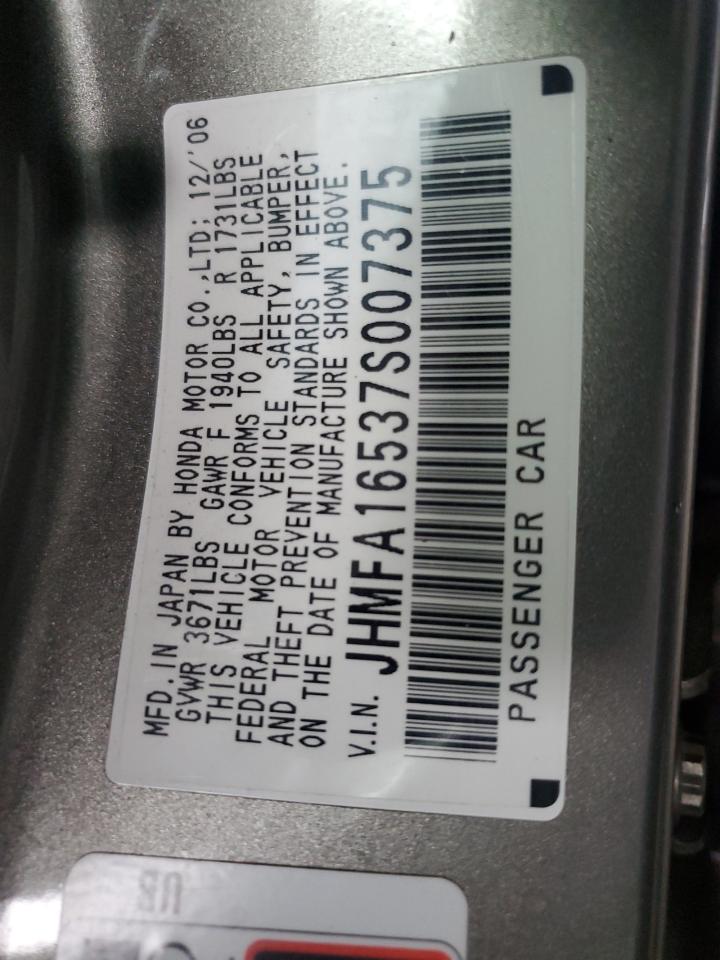 MFD. IN JAPAN BY HONDA MOTOR CO.,LTD; 12/'06
GVWR 3671LBS GAWR F 1940LBS R 1731LBS
THIS VEHICLE CONFORMS TO ALL APPLICABLE
FEDERAL MOTOR VEHICLE SAFETY, BUMPER,
AND THEFT PREVENTION STANDARDS IN EFFECT
ON THE DATE OF MANUFACTURE SHOWN ABOVE.
V.I.N. JHMFA16537S007375
PASSENGER CAR